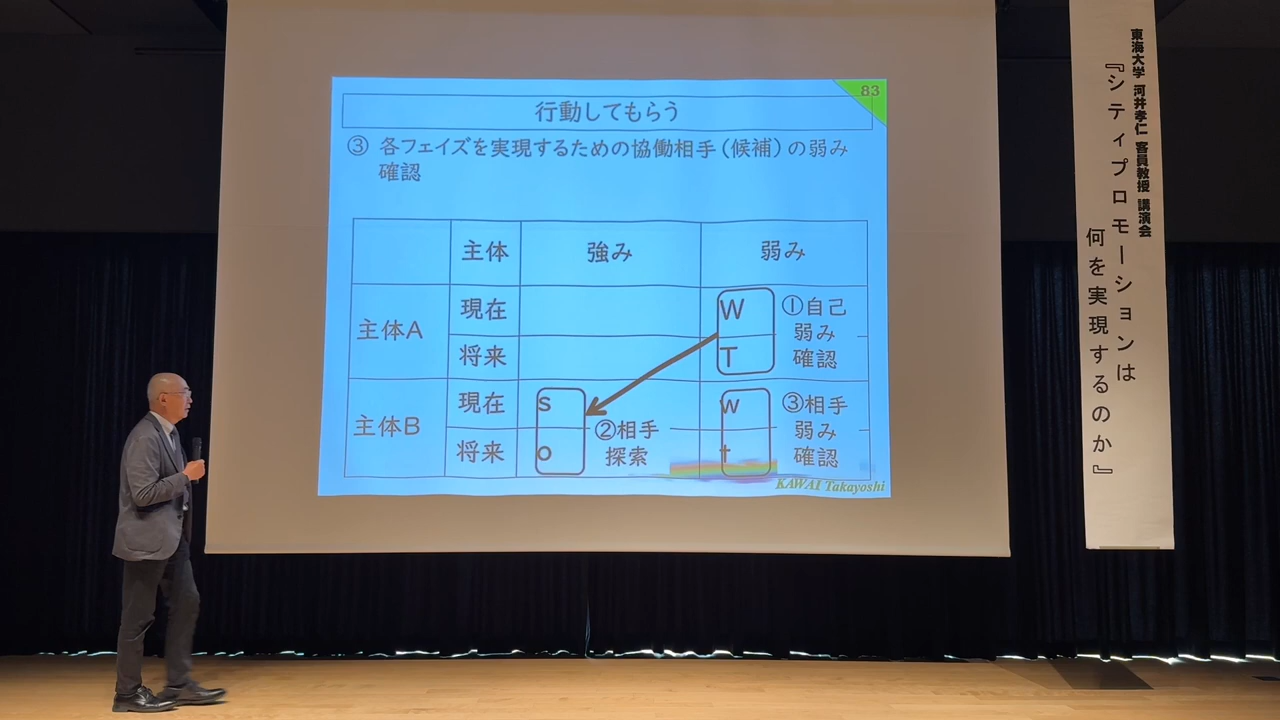 83
行動してもらう
③ 各フェイズを実現するための協働相手（候補）の弱み
確認
主体 強み 弱み
主体A
現在 W ①自己
弱み
将来 T 確認
主体B
現在 s w ③相手
②相手 弱み
将来 o 探索 t 確認
KAWAI Takayoshi
東海大学 河井孝仁 客員教授 講演会
『シティプロモーションは
何を実現するのか』